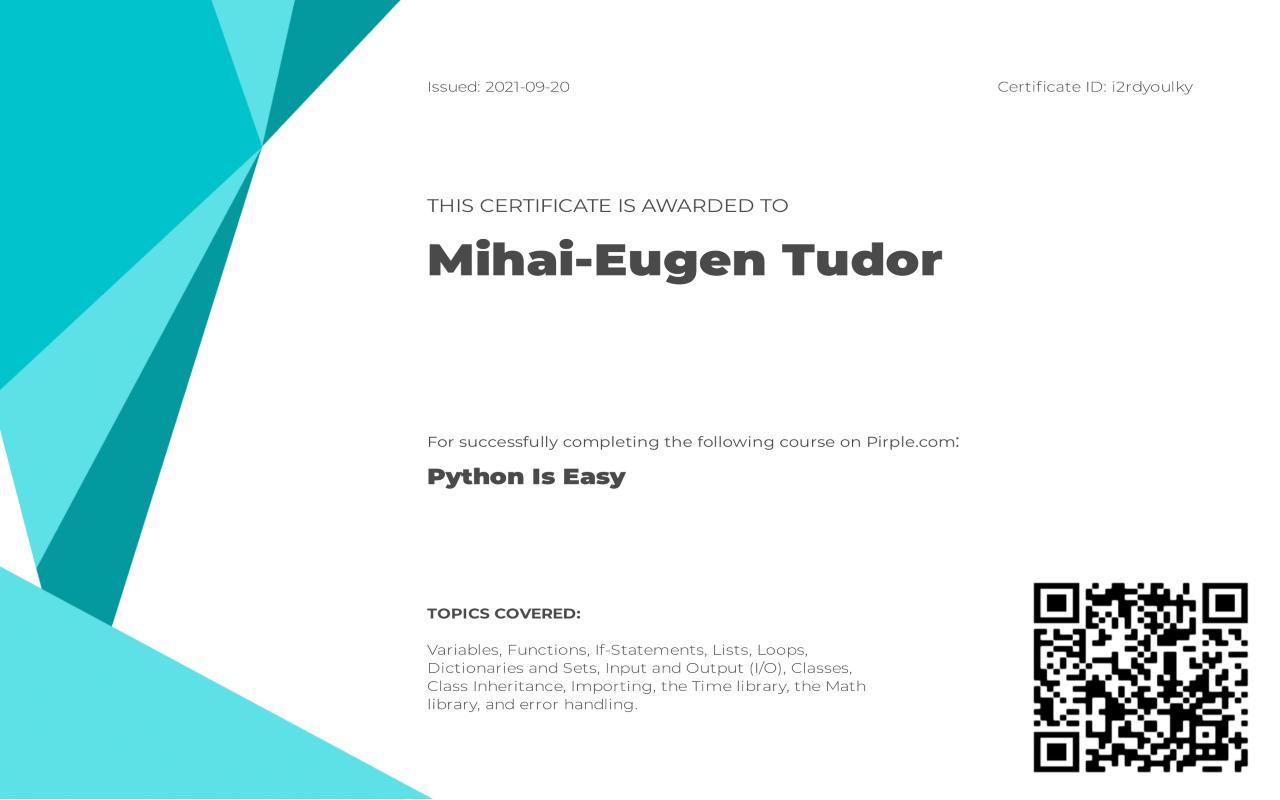 Issued: 2021-09-20
Certificate ID: i2rdyoulky
THIS CERTIFICATE IS AWARDED TO
Mihai-Eugen Tudor
For successfully completing the following course on Pirple.com:
Python Is Easy
TOPICS COVERED:
Variables, Functions, If-Statements, Lists, Loops,
Dictionaries and Sets, Input and Output (I/O), Classes,
Class Inheritance, Importing, the Time library, the Math
library, and error handling.